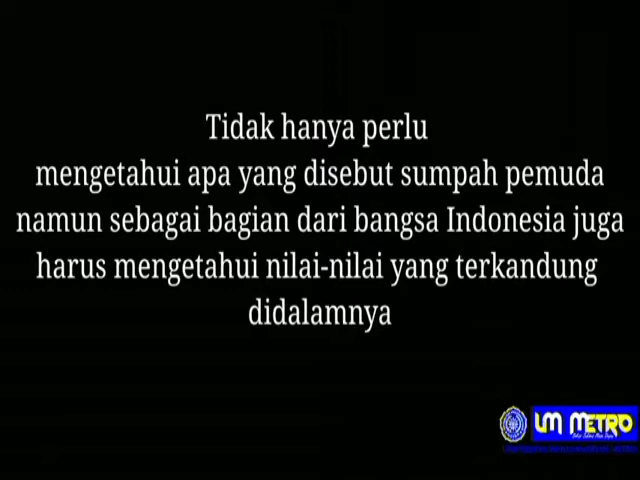 Tidak hanya perlu
mengetahui apa yang disebut sumpah pemuda
namun sebagai bagian dari bangsa Indonesia juga
harus mengetahui nilai-nilai yang terkandung
didalamnya
UM METRO